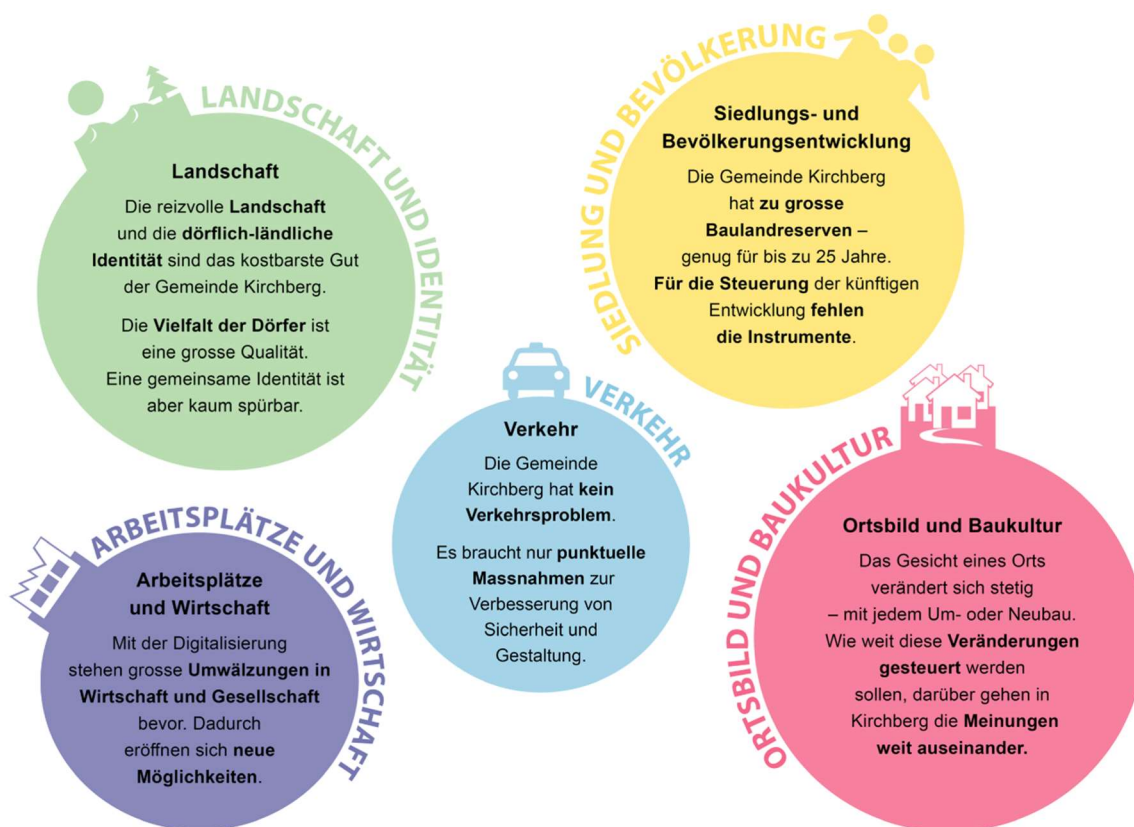 LANDSCHAFT UND IDENTITÄT
Landschaft
Die reizvolle Landschaft
und die dörflich-ländliche
Identität sind das kostbarste Gut
der Gemeinde Kirchberg.
Die Vielfalt der Dörfer ist
eine grosse Qualität.
Eine gemeinsame Identität ist
aber kaum spürbar.
SIEDLUNG UND BEVÖLKERUNG
Siedlungs- und
Bevölkerungsentwicklung
Die Gemeinde Kirchberg
hat zu grosse
Baulandreserven –
genug für bis zu 25 Jahre.
Für die Steuerung der künftigen
Entwicklung fehlen
die Instrumente.
VERKEHR
Verkehr
Die Gemeinde
Kirchberg hat kein
Verkehrsproblem.
Es braucht nur punktuelle
Massnahmen zur
Verbesserung von
Sicherheit und
Gestaltung.
ARBEITSPLÄTZE UND WIRTSCHAFT
Arbeitsplätze
und Wirtschaft
Mit der Digitalisierung
stehen grosse Umwälzungen in
Wirtschaft und Gesellschaft
bevor. Dadurch
eröffnen sich neue
Möglichkeiten.
ORTSBILD UND BAUKULTUR
Ortsbild und Baukultur
Das Gesicht eines Orts
verändert sich stetig
– mit jedem Um- oder Neubau.
Wie weit diese Veränderungen
gesteuert werden
sollen, darüber gehen in
Kirchberg die Meinungen
weit auseinander.